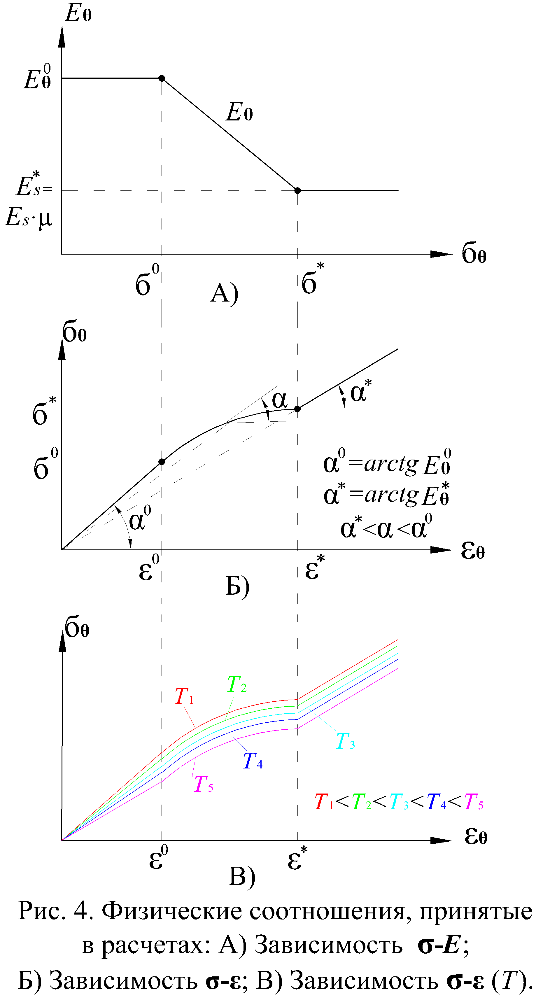 Eθ
E⁰θ
Eθ
E*s=
Es·μ
бθ
б⁰
б*
А)
бθ
α
α*
б*
б⁰
α⁰=arctg E⁰θ
α*=arctg E*θ
α⁰
α*<α<α⁰
εθ
ε⁰
ε*
Б)
бθ
T2
T1
T3
T4
T5
T1<T2<T3<T4<T5
εθ
ε⁰
ε*
В)
Рис. 4. Физические соотношения, принятые
в расчетах: А) Зависимость σ-E;
Б) Зависимость σ-ε; В) Зависимость σ-ε (T).